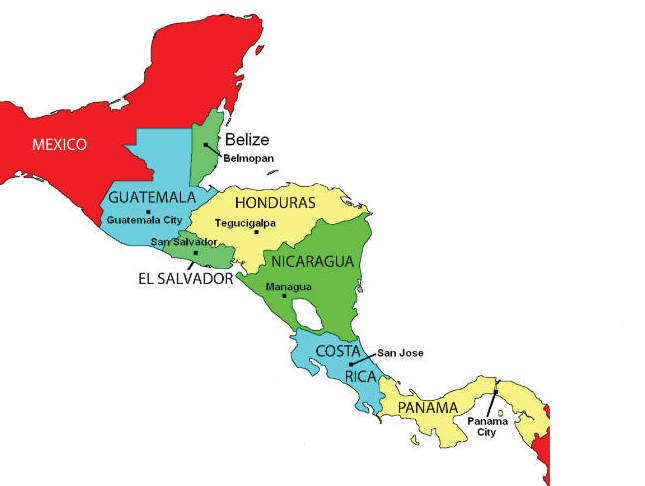 MEXICO
Belize
Belmopan
GUATEMALA
Guatemala City
HONDURAS
Tegucigalpa
San Salvador
EL SALVADOR
NICARAGUA
Managua
COSTA
RICA
San Jose
PANAMA
Panama
City